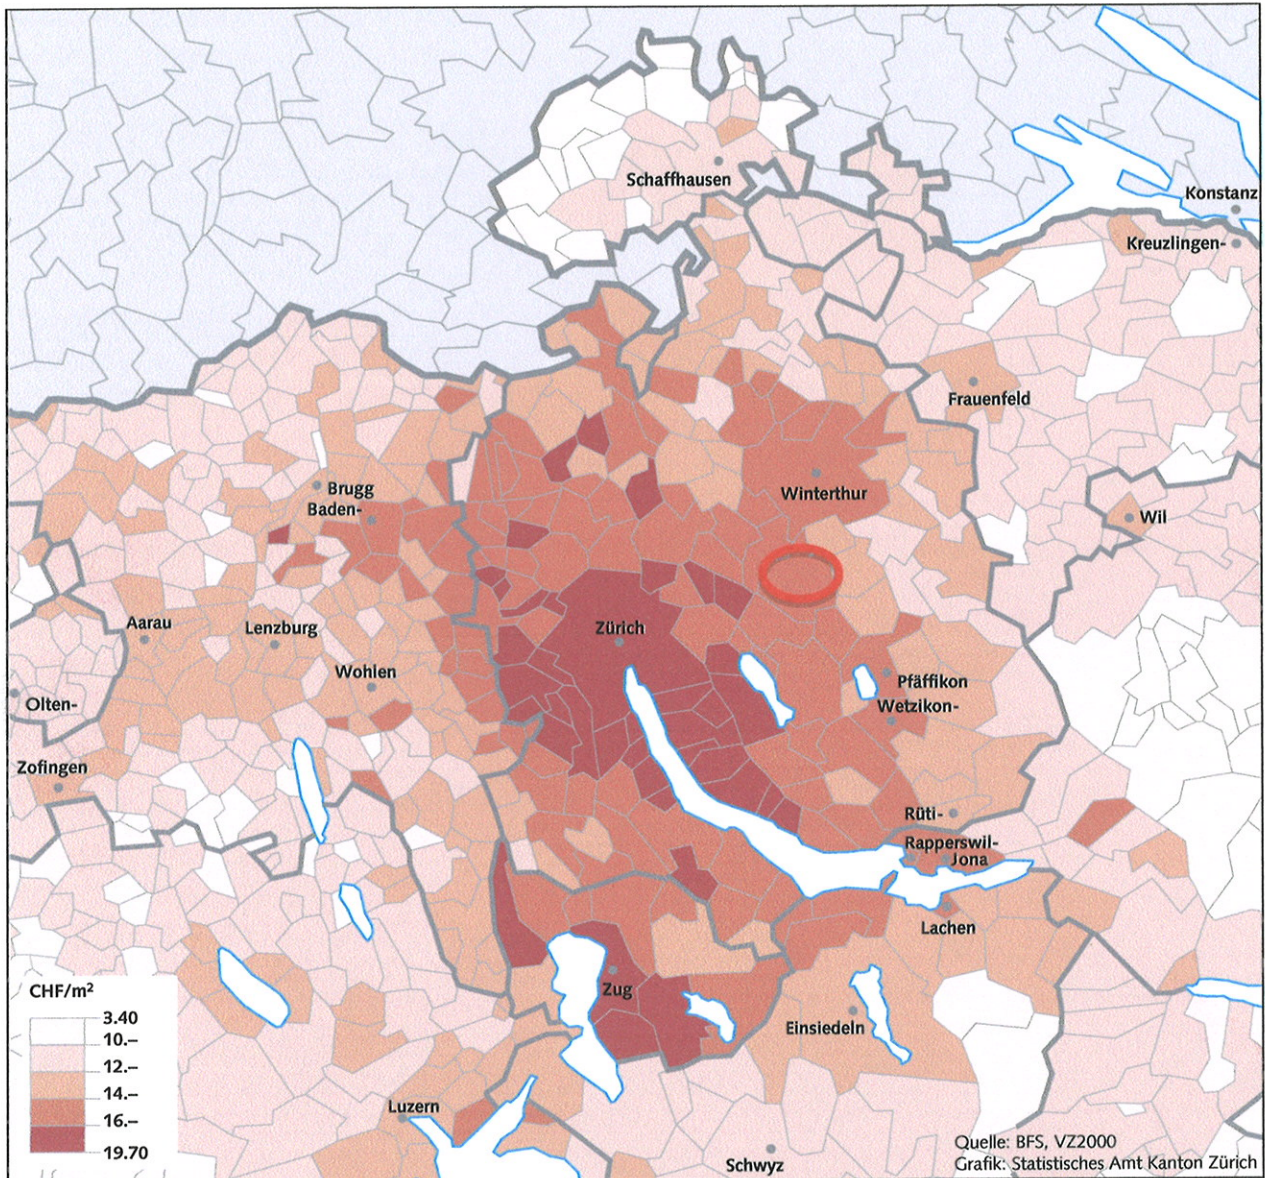 Schaffhausen
Konstanz
Kreuzlingen-
Frauenfeld
Brugg
Baden-
Winterthur
Wil
Aarau
Lenzburg
Zürich
Wohlen
Pfäffikon
Olten-
Wetzikon-
Zofingen
Rüti-
Rapperswil-
Jona
Lachen
CHF/m²
Zug
3.40
10.–
Einsiedeln
12.–
14.–
Luzern
16.–
19.70
Schwyz
Quelle: BFS, VZ2000
Grafik: Statistisches Amt Kanton Zürich